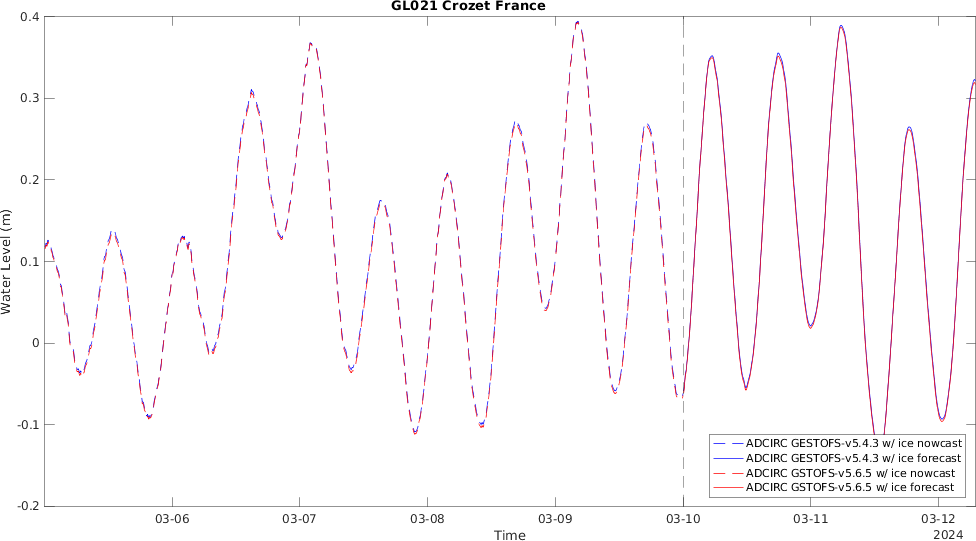 GL021 Crozet France
0.4
0.3
0.2
0.1
0
-0.1
-0.2
Water Level (m)
ADCIRC GESTOFS-v5.4.3 w/ ice nowcast
ADCIRC GESTOFS-v5.4.3 w/ ice forecast
ADCIRC GSTOFS-v5.6.5 w/ ice nowcast
ADCIRC GSTOFS-v5.6.5 w/ ice forecast
03-06 03-07 03-08 03-09 03-10 03-11 03-12
Time 2024